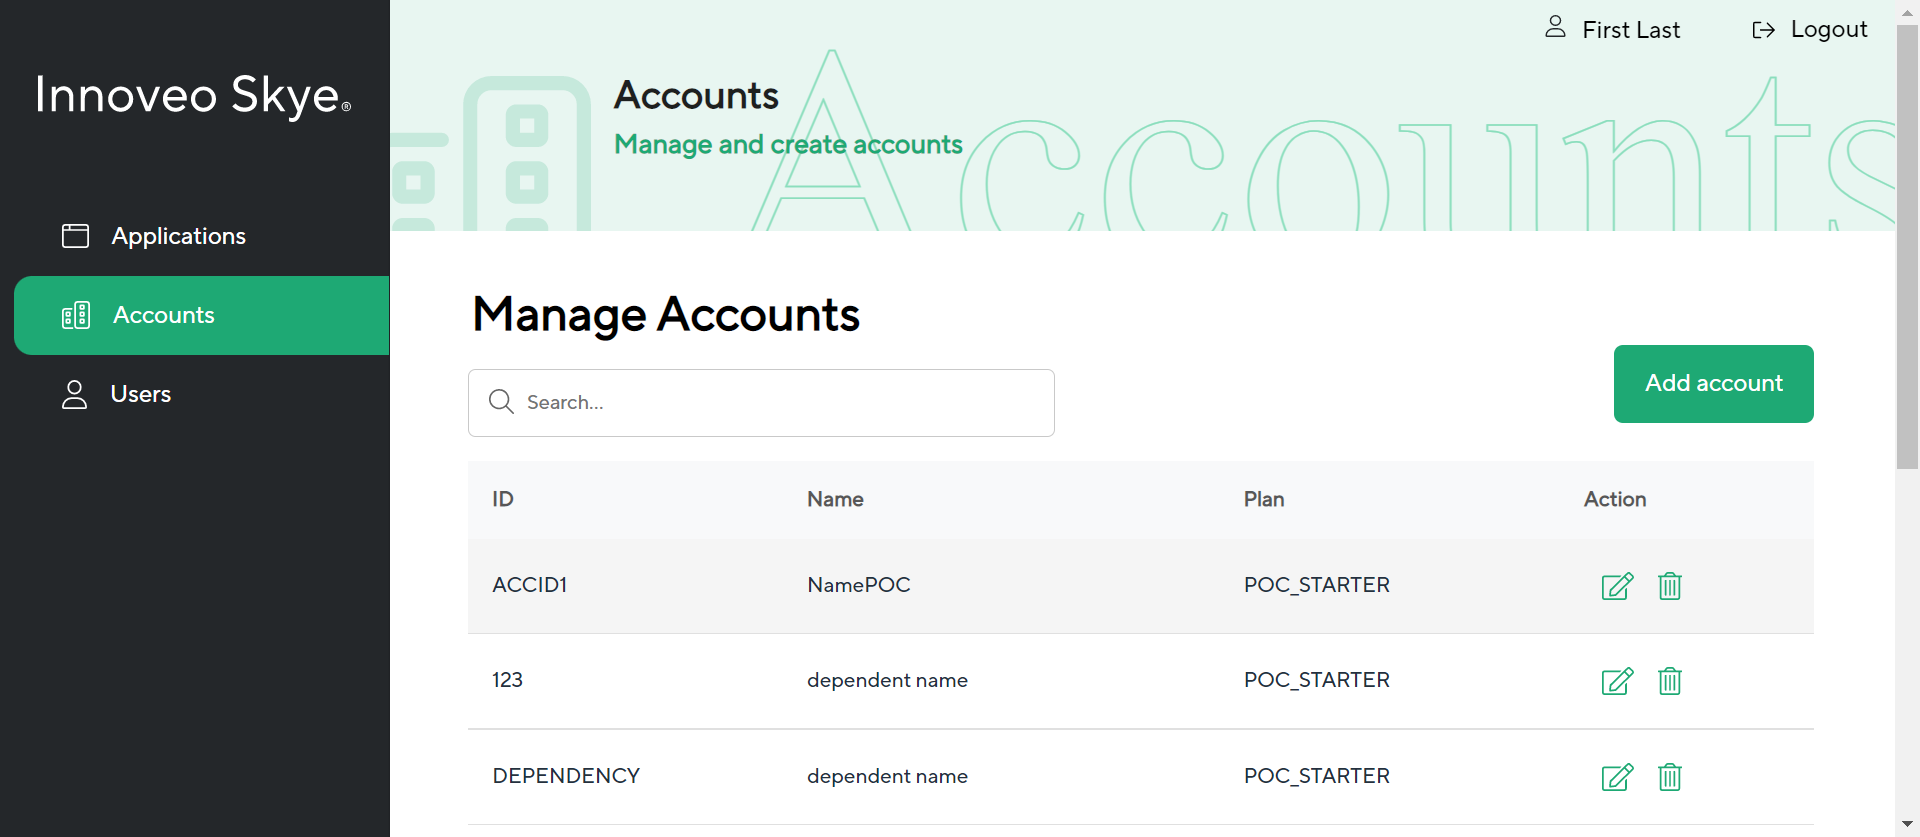 Innoveo Skye®
Applications
Accounts
Users
First Last
Logout
Accounts
Manage and create accounts
Accounts
Manage Accounts
Search...
Add account
ID Name Plan Action
ACCID1 NamePOC POC_STARTER
123 dependent name POC_STARTER
DEPENDENCY dependent name POC_STARTER